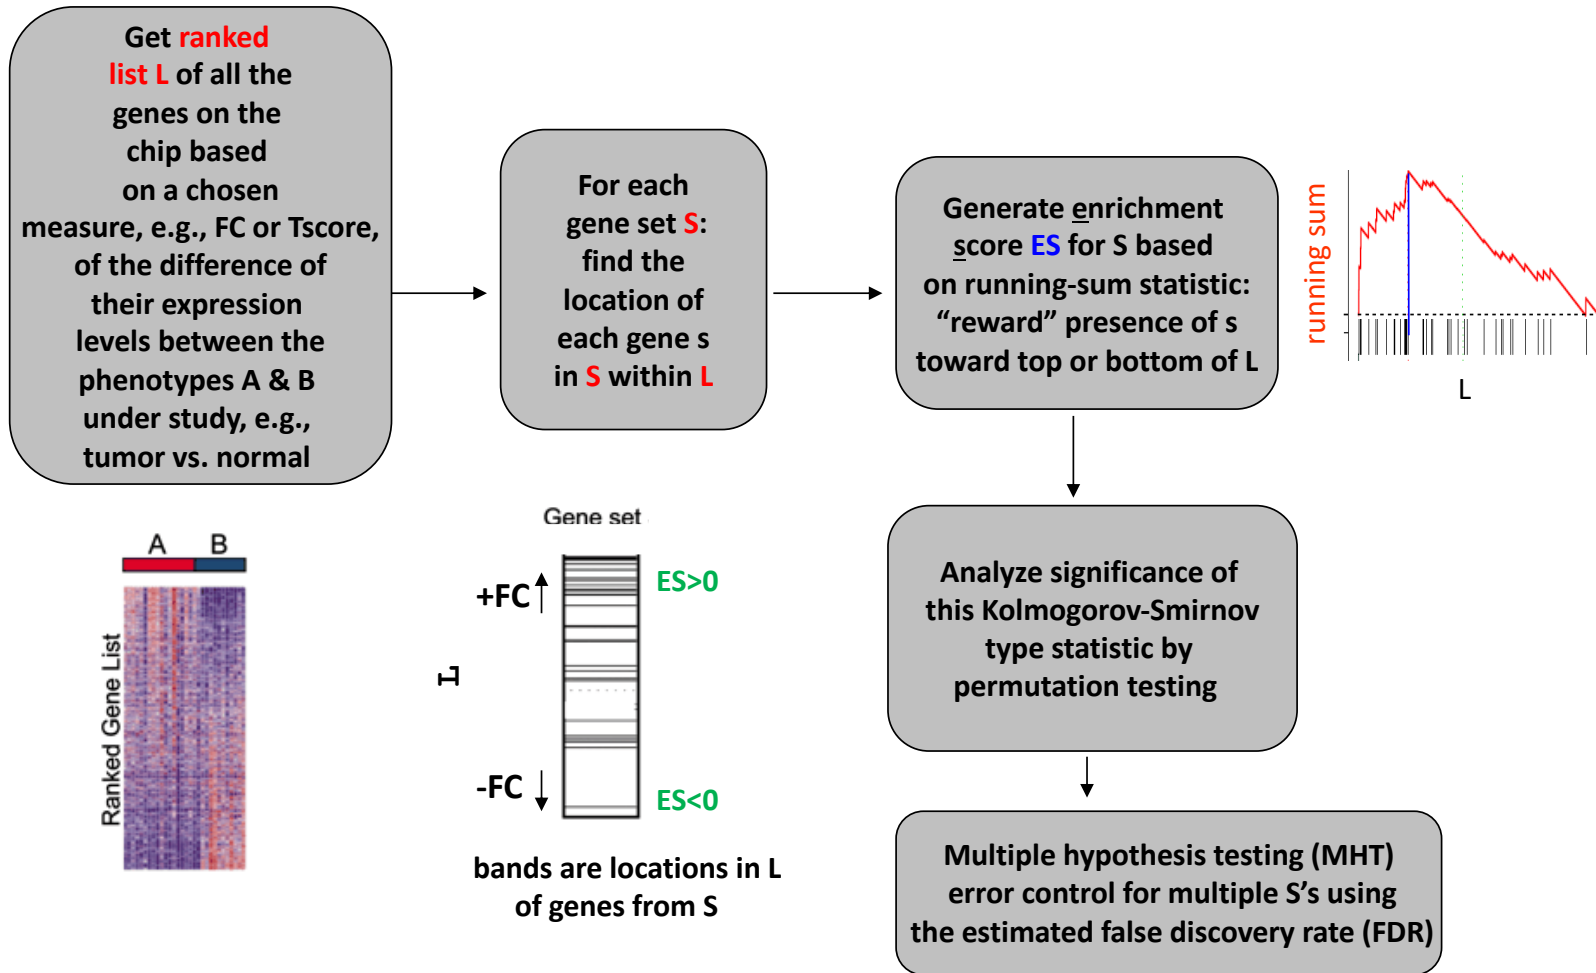 Get ranked
list L of all the
genes on the
chip based
on a chosen
measure, e.g., FC or Tscore,
of the difference of
their expression
levels between the
phenotypes A & B
under study, e.g.,
tumor vs. normal
For each
gene set S:
find the
location of
each gene s
in S within L
Generate enrichment
score ES for S based
on running-sum statistic:
“reward” presence of s
toward top or bottom of L
running sum
L
A B
Ranked Gene List
Gene set
+FC
ES>0
L
-FC
ES<0
bands are locations in L
of genes from S
Analyze significance of
this Kolmogorov-Smirnov
type statistic by
permutation testing
Multiple hypothesis testing (MHT)
error control for multiple S’s using
the estimated false discovery rate (FDR)